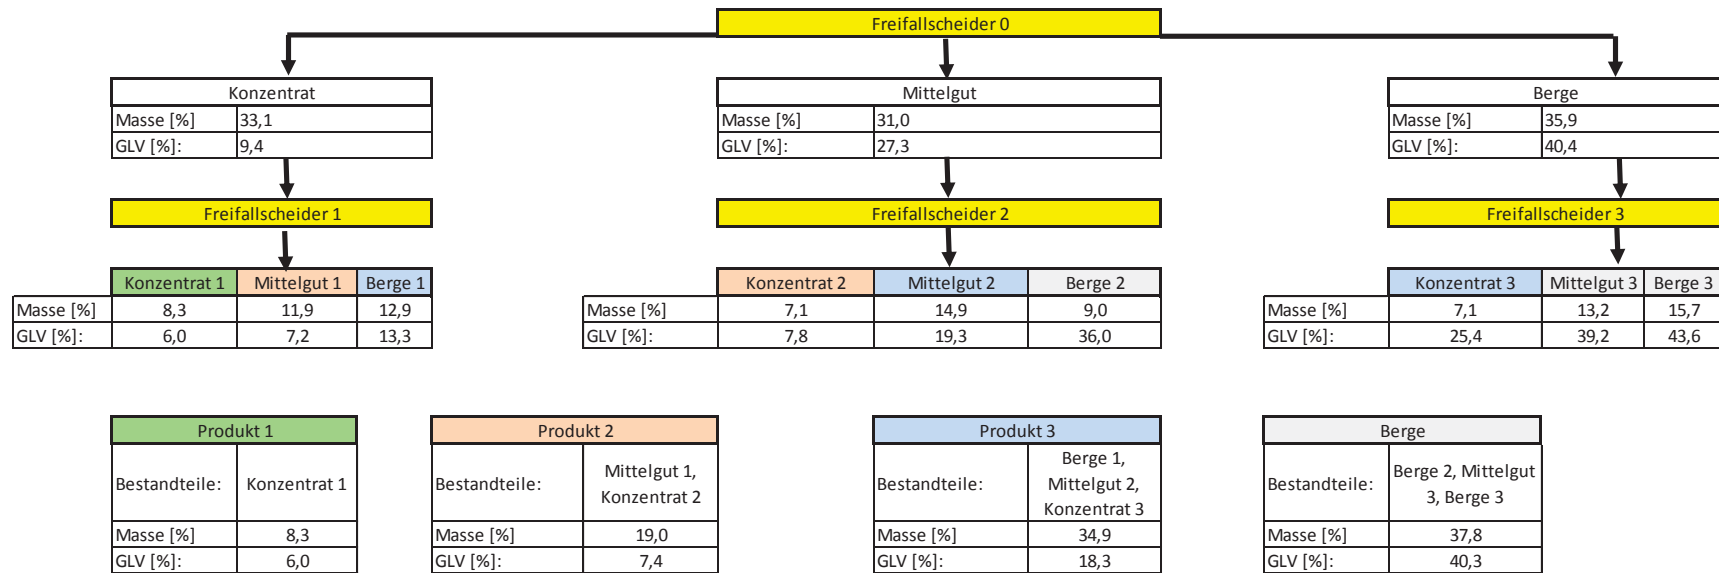 Freifallscheider 0
Konzentrat
Masse [%] 33,1
GLV [%]: 9,4
Mittelgut
Masse [%] 31,0
GLV [%]: 27,3
Berge
Masse [%] 35,9
GLV [%]: 40,4
Freifallscheider 1
Freifallscheider 2
Freifallscheider 3
Konzentrat 1 Mittelgut 1 Berge 1
Masse [%] 8,3 11,9 12,9
GLV [%]: 6,0 7,2 13,3
Konzentrat 2 Mittelgut 2 Berge 2
Masse [%] 7,1 14,9 9,0
GLV [%]: 7,8 19,3 36,0
Konzentrat 3 Mittelgut 3 Berge 3
Masse [%] 7,1 13,2 15,7
GLV [%]: 25,4 39,2 43,6
Produkt 1
Bestandteile: Konzentrat 1
Masse [%] 8,3
GLV [%]: 6,0
Produkt 2
Bestandteile: Mittelgut 1,
Konzentrat 2
Masse [%] 19,0
GLV [%]: 7,4
Produkt 3
Berge 1,
Bestandteile: Mittelgut 2,
Konzentrat 3
Masse [%] 34,9
GLV [%]: 18,3
Berge
Bestandteile: Berge 2, Mittelgut
3, Berge 3
Masse [%] 37,8
GLV [%]: 40,3